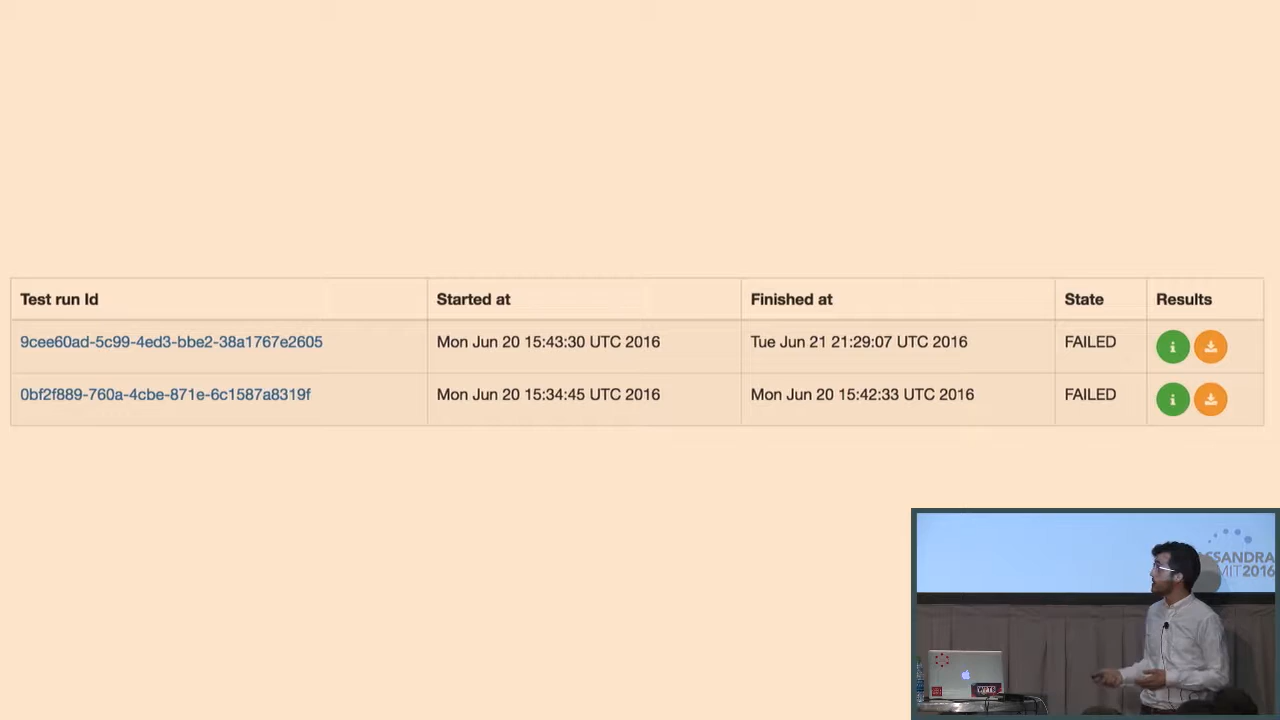 Test run Id Started at Finished at State Results
9cee60ad-5c99-4ed3-bbe2-38a1767e2605 Mon Jun 20 15:43:30 UTC 2016 Tue Jun 21 21:29:07 UTC 2016 FAILED
0bf2f889-760a-4cbe-871e-6c1587a8319f Mon Jun 20 15:34:45 UTC 2016 Mon Jun 20 15:42:33 UTC 2016 FAILED
ASSANDRA
MIT2016